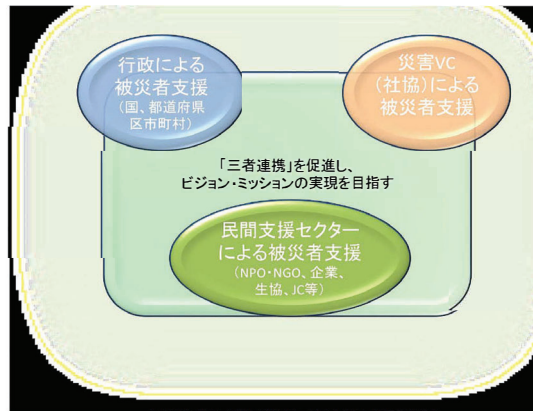 行政による
被災者支援
(国、都道府県
区市町村)
災害VC
(社協)による
被災者支援
「三者連携」を促進し、
ビジョン・ミッションの実現を目指す
民間支援セクター
による被災者支援
(NPO・NGO、企業、
生協、JC等)